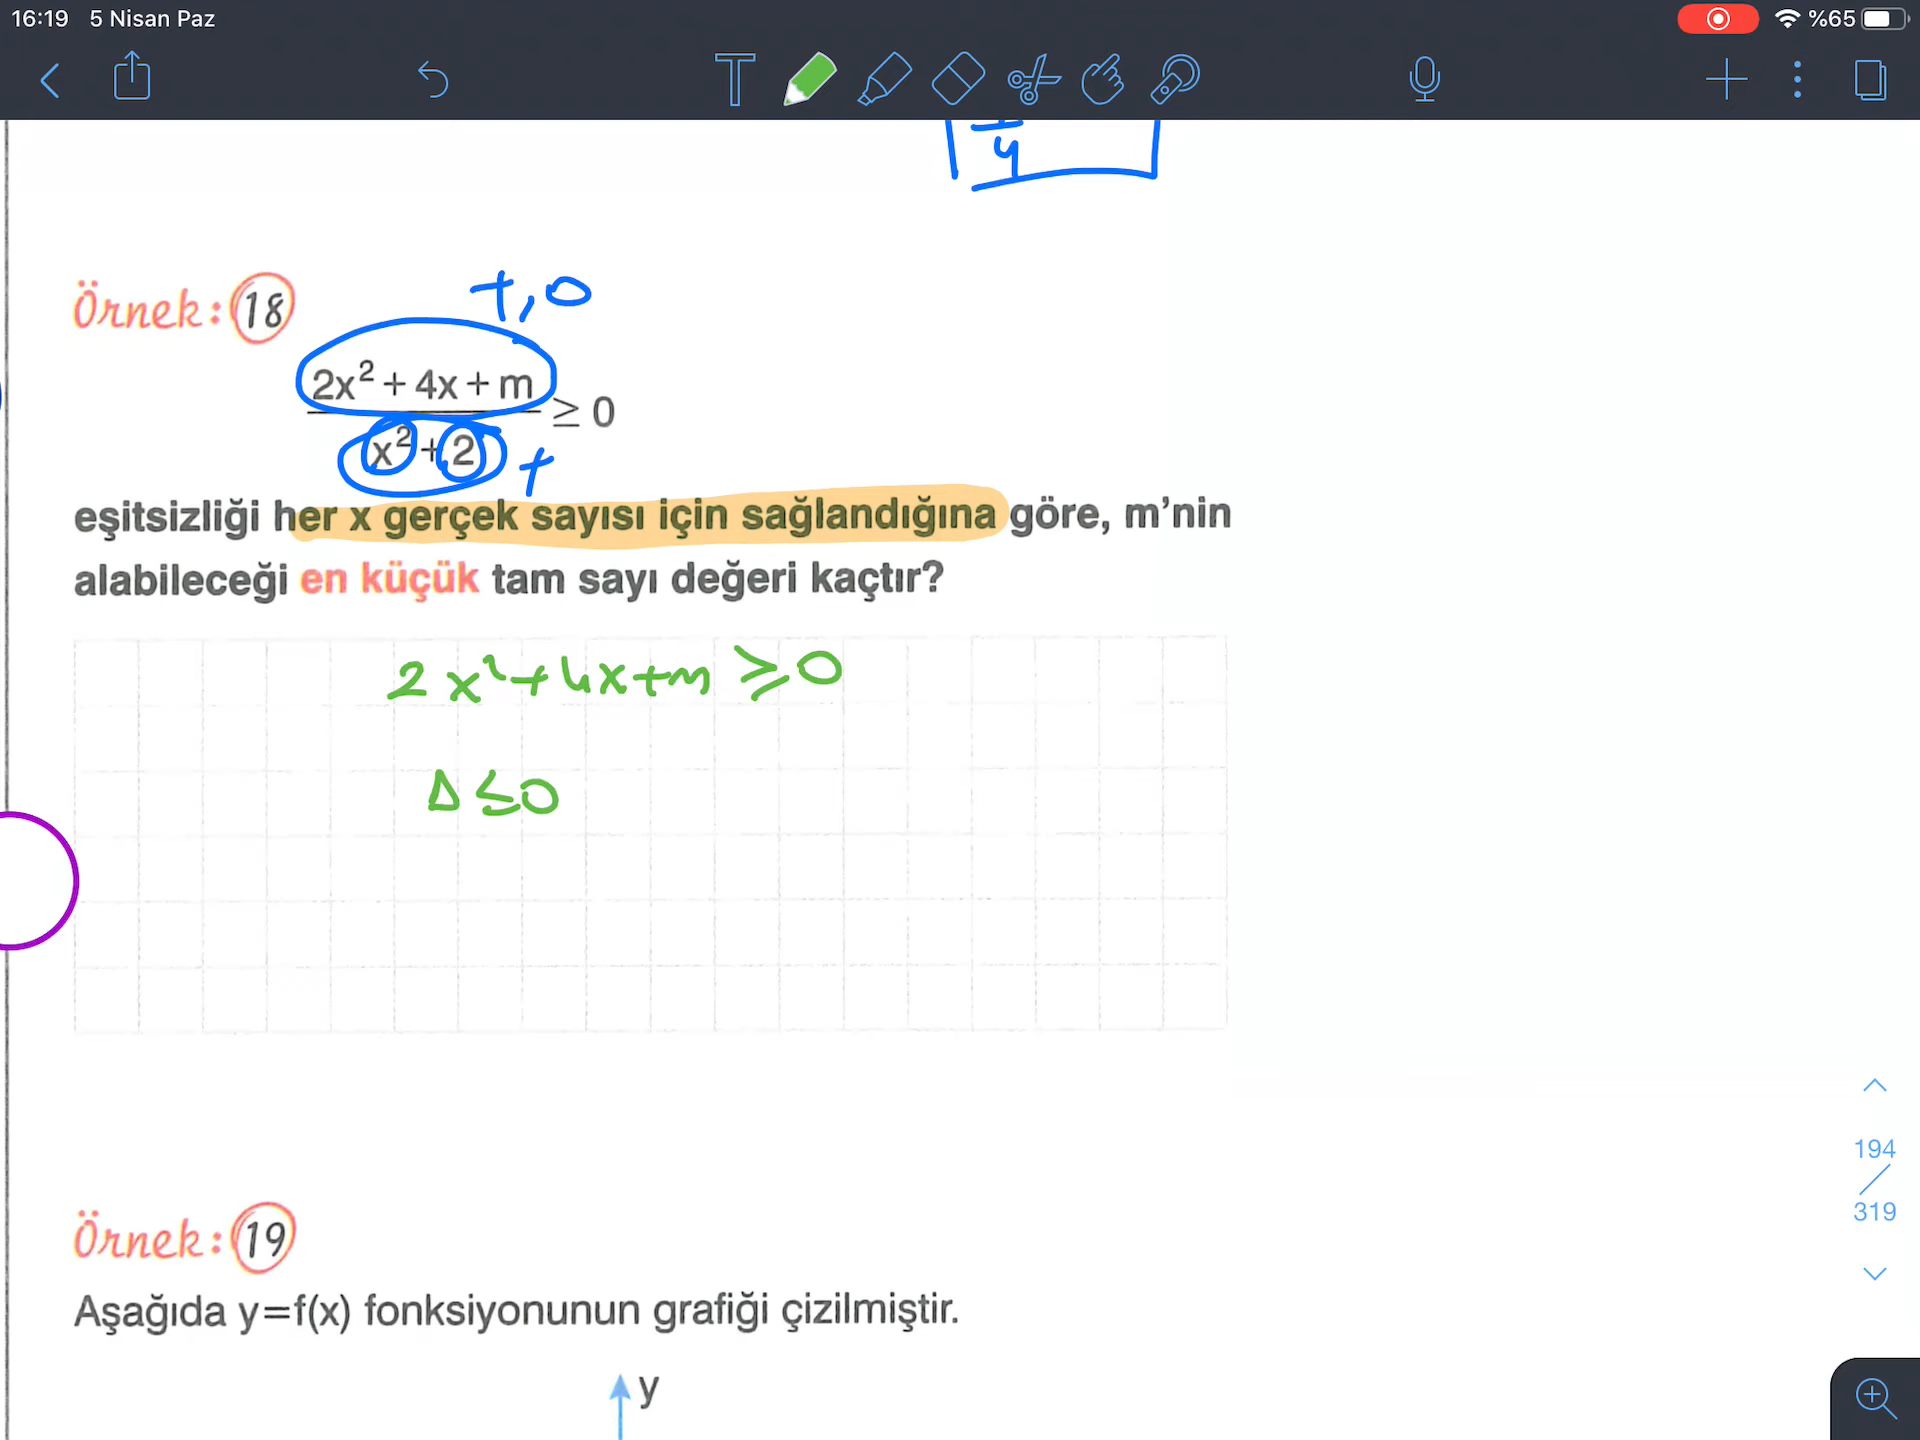 16:19 5 Nisan Paz %65
4
Örnek: 18
+,0
2x² + 4x + m
≥ 0
x² + 2
+
eşitsizliği her x gerçek sayısı için sağlandığına göre, m'nin
alabileceği en küçük tam sayı değeri kaçtır?
2x²+4x+m ≥0
Δ ≤0
194
319
Örnek: 19
Aşağıda y=f(x) fonksiyonunun grafiği çizilmiştir.
y